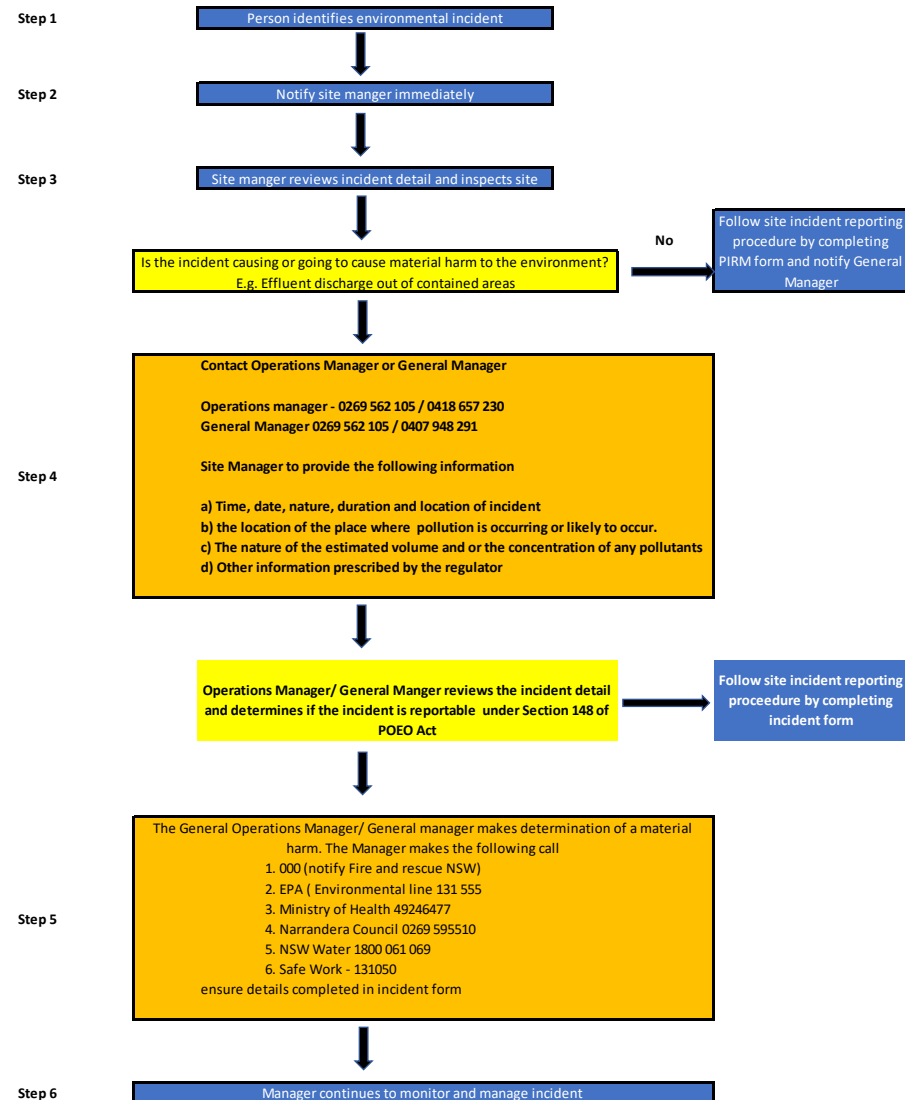 Step 1
Person identifies environmental incident
Step 2
Notify site manger immediately
Step 3
Site manger reviews incident detail and inspects site
Is the incident causing or going to cause material harm to the environment?
E.g. Effluent discharge out of contained areas
No
Follow site incident reporting
procedure by completing
PIRM form and notify General
Manager
Step 4
Contact Operations Manager or General Manager
Operations manager - 0269 562 105 / 0418 657 230
General Manager 0269 562 105 / 0407 948 291
Site Manager to provide the following information
a) Time, date, nature, duration and location of incident
b) the location of the place where pollution is occurring or likely to occur.
c) The nature of the estimated volume and or the concentration of any pollutants
d) Other information prescribed by the regulator
Operations Manager/ General Manger reviews the incident detail
and determines if the incident is reportable under Section 148 of
POEO Act
Follow site incident reporting
proceedure by completing
incident form
Step 5
The General Operations Manager/ General manager makes determination of a material
harm. The Manager makes the following call
1. 000 (notify Fire and rescue NSW)
2. EPA ( Environmental line 131 555
3. Ministry of Health 49246477
4. Narrandera Council 0269 595510
5. NSW Water 1800 061 069
6. Safe Work - 131050
ensure details completed in incident form
Step 6
Manager continues to monitor and manage incident